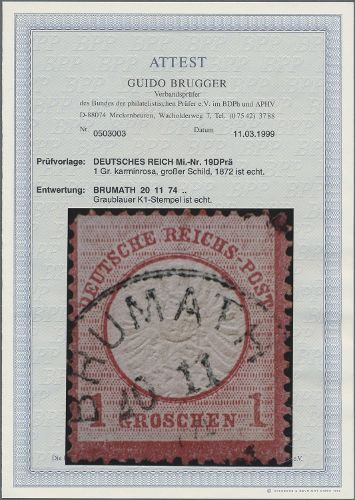 ATTEST
GUIDO BRUGGER
Verbandsprüfer
des Bundes der philatelistischen Prüfer e.V. im BDPh und APHV
D-88074 Meckenbeuren, Wacholderweg 7, Tel. (0 75 42) 37 88
Nr. 0503003 Datum 11.03.1999
Prüfvorlage: DEUTSCHES REICH Mi.-Nr. 19DPrä
1 Gr. karminrosa, großer Schild, 1872 ist echt.
Entwertung: BRUMATH 20 11 74 ..
Graublauer K1-Stempel ist echt.
DEUTSCHE REICHS-POST
BRUMATH
20 11
1 GROSCHEN 1
Die
e.V.